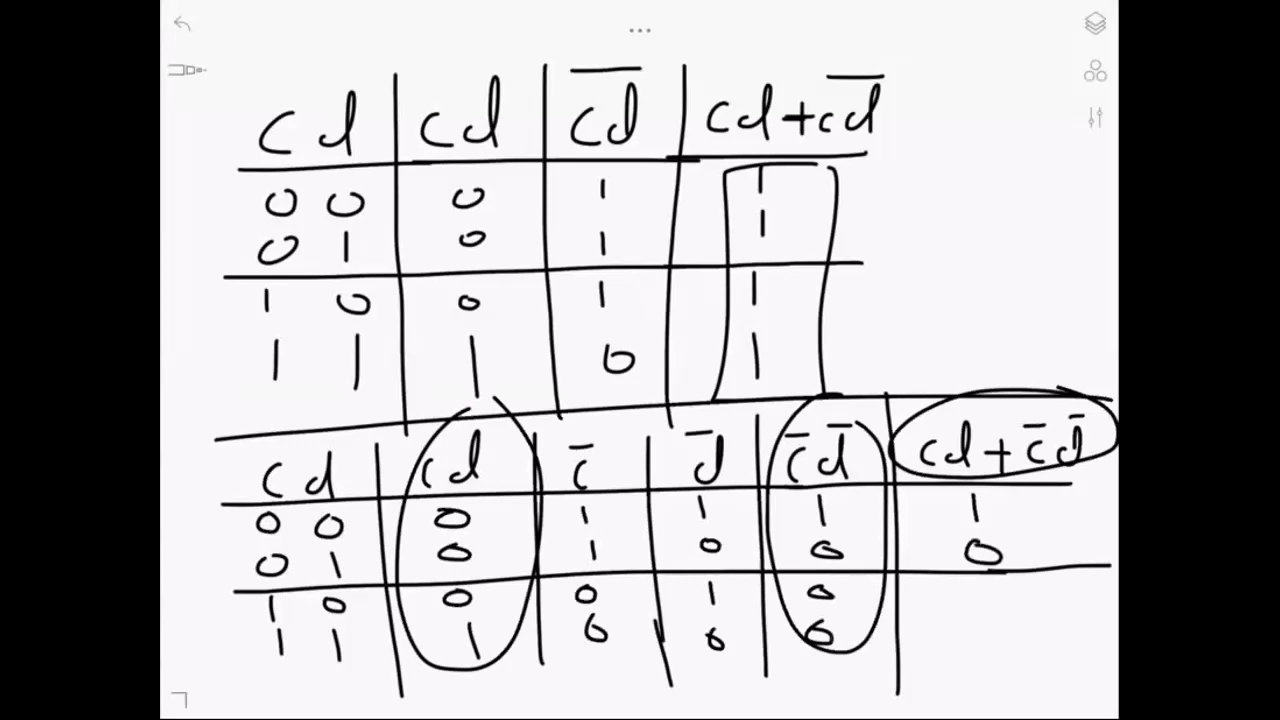 c d cd c̅d̅ cd+c̅d̅
0 0 0 1 1
0 1 0 1 1
1 0 0 1 1
1 1 1 0 1
c d cd c̅ d̅ c̅ d̅ cd+c̅ d̅
0 0 0 1 1 1 1
0 1 0 1 0 0 0
1 0 0 0 1 0
1 1 1 0 0 0